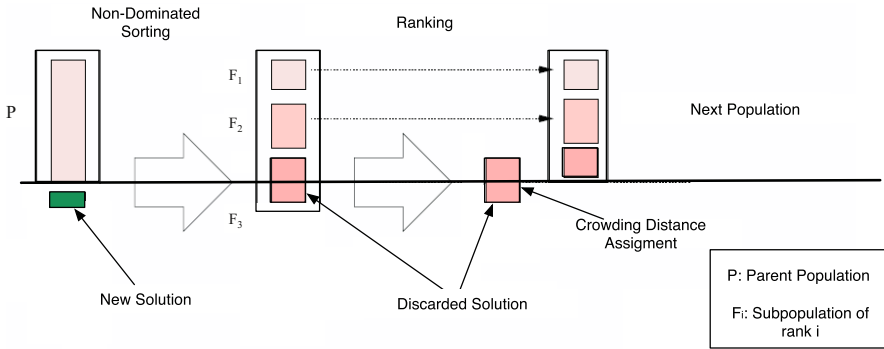 Non-Dominated
Sorting
Ranking
P
F1
F2
F3
Next Population
New Solution
Discarded Solution
Crowding Distance
Assigment
P: Parent Population
Fi: Subpopulation of
rank i